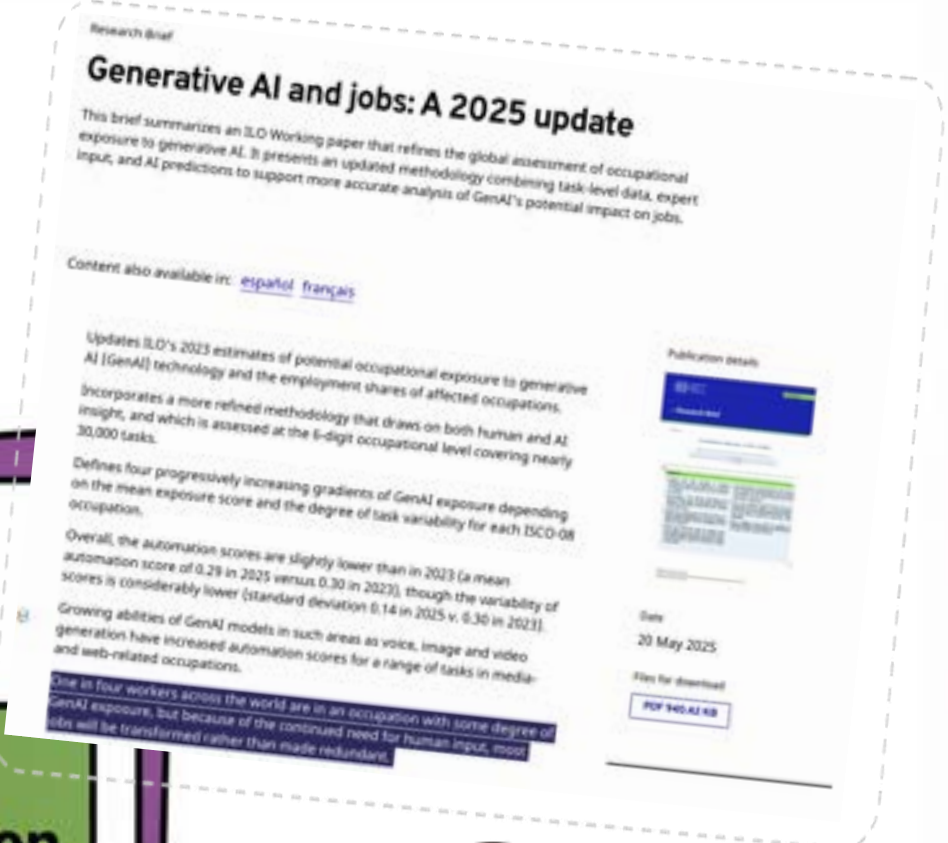 Research Brief
Generative AI and jobs: A 2025 update
This brief summarizes an ILO Working paper that refines the global assessment of occupational
exposure to generative AI. It presents an updated methodology combining task-level data, expert
input, and AI predictions to support more accurate analysis of GenAI's potential impact on jobs.
Content also available in: español français
Updates ILO's 2023 estimates of potential occupational exposure to generative
AI (GenAI) technology and the employment shares of affected occupations.
Incorporates a more refined methodology that draws on both human and AI
insight, and which is assessed at the 6-digit occupational level covering nearly
30,000 tasks.
Defines four progressively increasing gradients of GenAI exposure depending
on the mean exposure score and the degree of task variability for each ISCO-08
occupation.
Overall, the automation scores are slightly lower than in 2023 (a mean
automation score of 0.29 in 2025 versus 0.30 in 2023), though the variability of
scores is considerably lower (standard deviation 0.14 in 2025 v. 0.30 in 2023).
Growing abilities of GenAI models in such areas as voice, image and video
generation have increased automation scores for a range of tasks in media-
and web-related occupations.
One in four workers across the world are in an occupation with some degree of
GenAI exposure, but because of the continued need for human input, most
jobs will be transformed rather than made redundant.
Publication details
Research Brief
Date
20 May 2025
Files for download
PDF KB
on